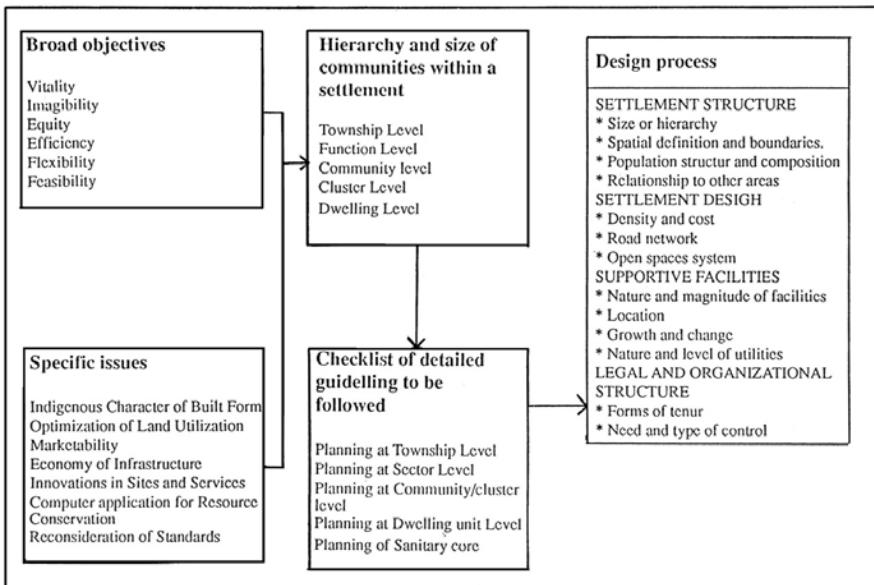 Broad objectives
Vitality
Imagibility
Equity
Efficiency
Flexibility
Feasibility
Specific issues
Indigenous Character of Built Form
Optimization of Land Utilization
Marketability
Economy of Infrastructure
Innovations in Sites and Services
Computer application for Resource
Conservation
Reconsideration of Standards
Hierarchy and size of
communities within a
settlement
Township Level
Function Level
Community level
Cluster Level
Dwelling Level
Checklist of detailed
guidelling to be
followed
Planning at Township Level
Planning at Sector Level
Planning at Community/cluster
level
Planning at Dwelling unit Level
Planning of Sanitary core
Design process
SETTLEMENT STRUCTURE
* Size or hierarchy
* Spatial definition and boundaries.
* Population structur and composition
* Relationship to other areas
SETTLEMENT DESIGH
* Density and cost
* Road network
* Open spaces system
SUPPORTIVE FACILITIES
* Nature and magnitude of facilities
* Location
* Growth and change
* Nature and level of utilities
LEGAL AND ORGANIZATIONAL
STRUCTURE
* Forms of tenur
* Need and type of control